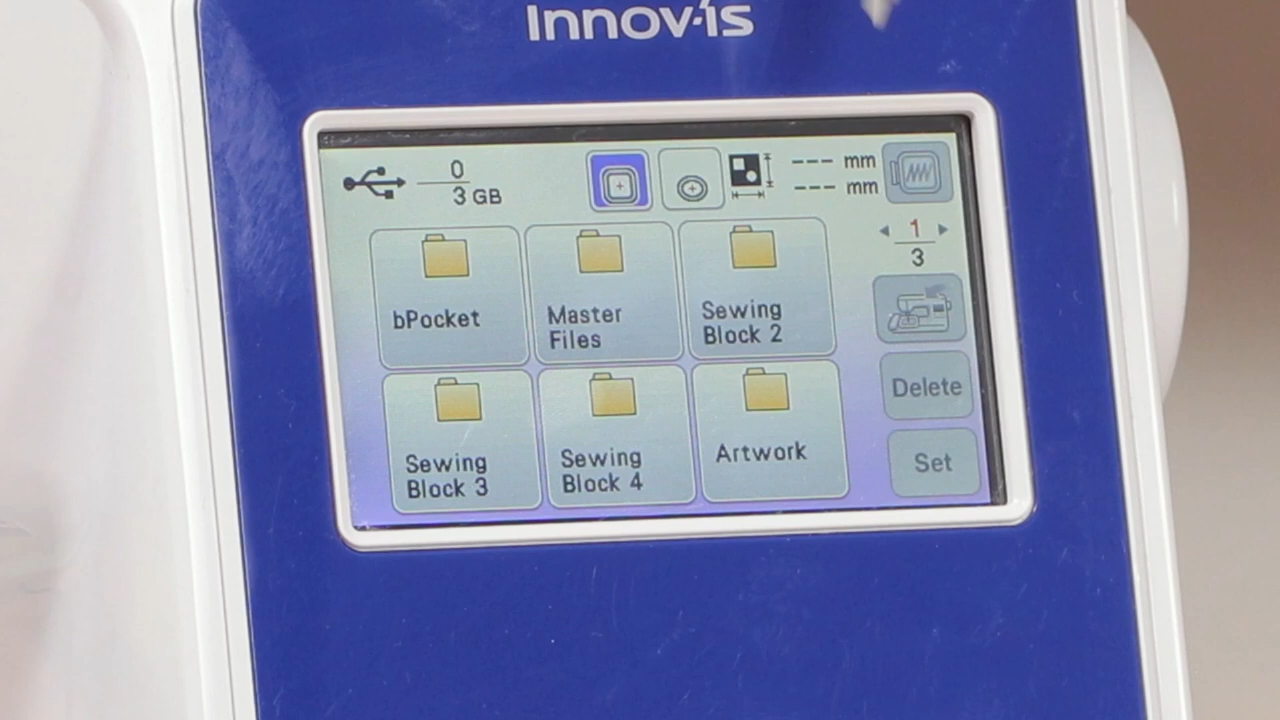 Innov-ís
0
3 GB
--- mm
--- mm
1
3
bPocket
Master
Files
Sewing
Block 2
Sewing
Block 3
Sewing
Block 4
Artwork
Delete
Set